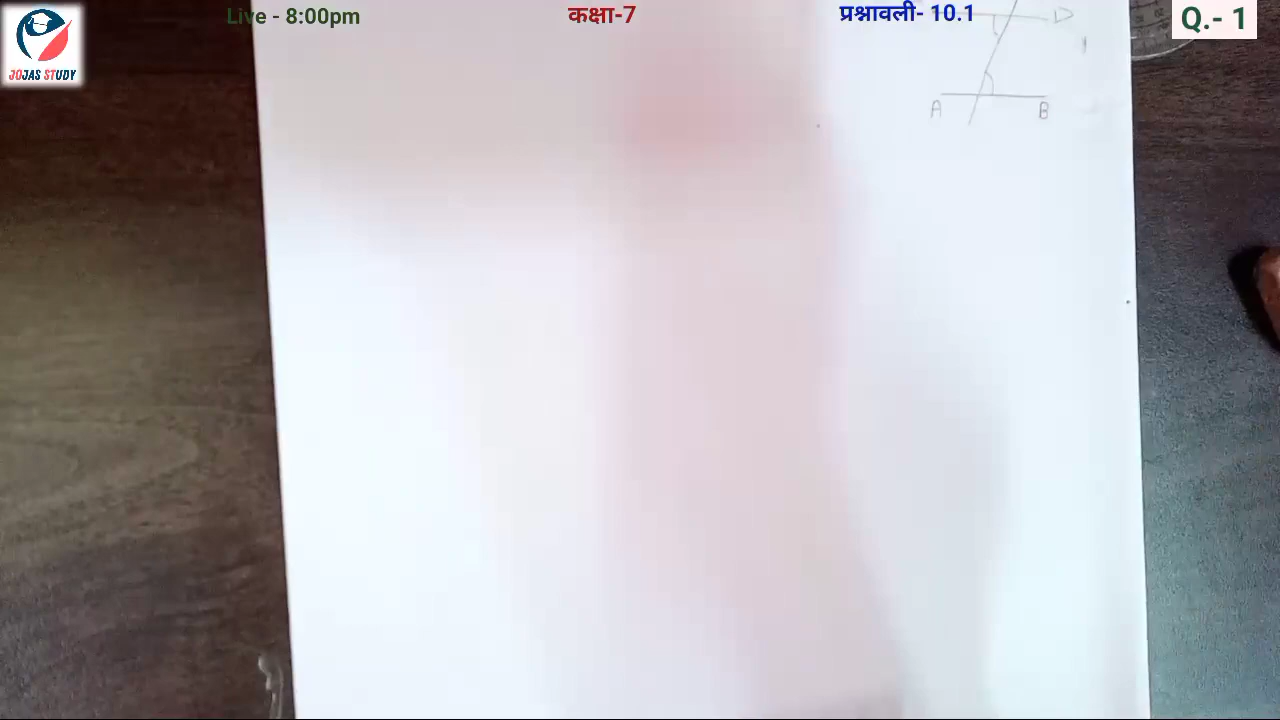 Live - 8:00pm
कक्षा-7
प्रश्नावली- 10.1
Q.- 1
JOJAS STUDY
D
A
B